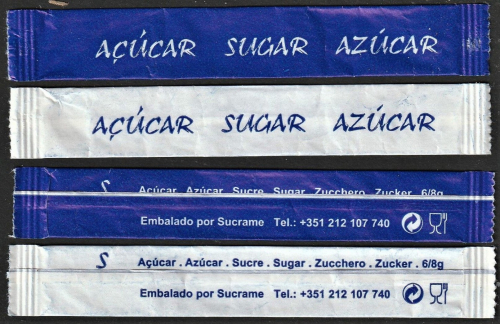 AÇÚCAR SUGAR AZÚCAR
AÇÚCAR SUGAR AZÚCAR
S Açúcar . Azúcar . Sucre . Sugar . Zucchero . Zucker . 6/8g
Embalado por Sucrame Tel.: +351 212 107 740
S Açúcar . Azúcar . Sucre . Sugar . Zucchero . Zucker . 6/8g
Embalado por Sucrame Tel.: +351 212 107 740